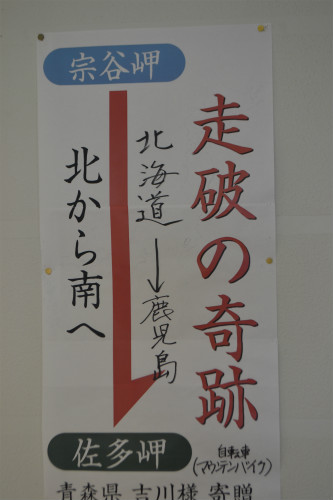 宗谷岬
走破の奇跡
北海道→鹿児島
北から南へ
佐多岬
自転車
(マウンテンバイク)
青森県 吉川様 寄贈